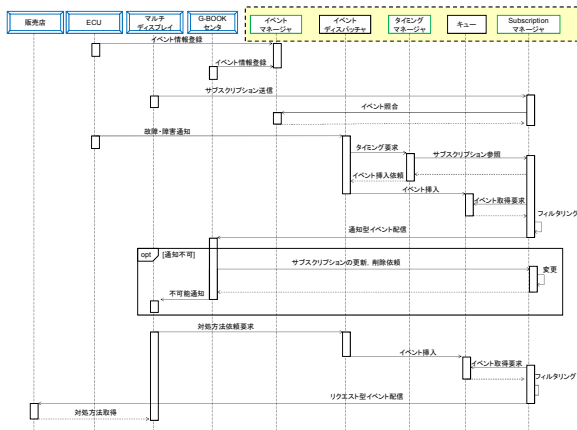 販売店
ECU
マルチ
ディスプレイ
G-BOOK
センタ
イベント
マネージャ
イベント
ディスパッチャ
タイミング
マネージャ
キュー
Subscription
マネージャ
イベント情報登録
イベント情報登録
サブスクリプション送信
イベント照合
故障・障害通知
タイミング要求
サブスクリプション参照
イベント挿入依頼
イベント挿入
イベント取得要求
フィルタリング
通知型イベント配信
opt
[通知不可]
サブスクリプションの更新，削除依頼
変更
不可能通知
対処方法依頼要求
イベント挿入
イベント取得要求
フィルタリング
リクエスト型イベント配信
対処方法取得